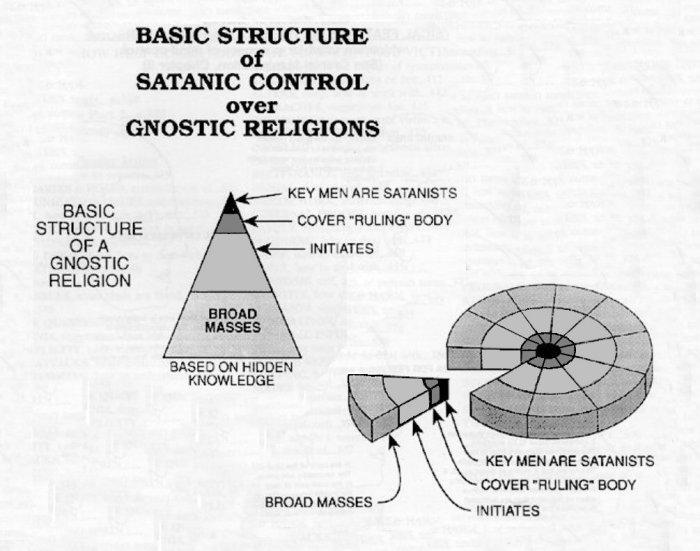 BASIC STRUCTURE
of
SATANIC CONTROL
over
GNOSTIC RELIGIONS
BASIC
STRUCTURE
OF A
GNOSTIC
RELIGION
KEY MEN ARE SATANISTS
COVER "RULING" BODY
INITIATES
BROAD
MASSES
BASED ON HIDDEN
KNOWLEDGE
KEY MEN ARE SATANISTS
COVER "RULING" BODY
INITIATES
BROAD MASSES